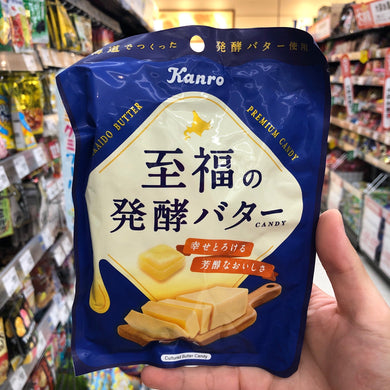 海道でつくった 発酵バター使用
Kanro
HOKKAIDO BUTTER
PREMIUM CANDY
至福の
発酵バター
CANDY
幸せとろける
芳醇なおいしさ
Cultured Butter Candy